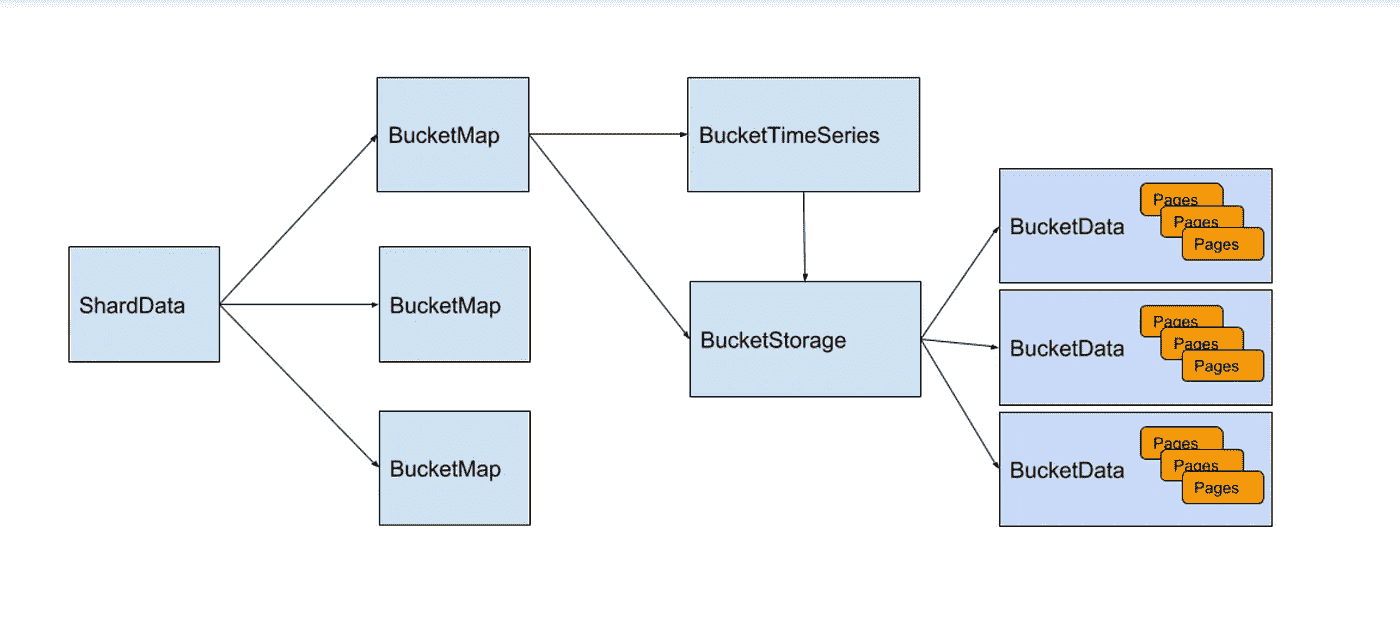 ShardData
BucketMap
BucketMap
BucketMap
BucketTimeSeries
BucketStorage
BucketData
Pages
Pages
Pages
BucketData
Pages
Pages
Pages
BucketData
Pages
Pages
Pages